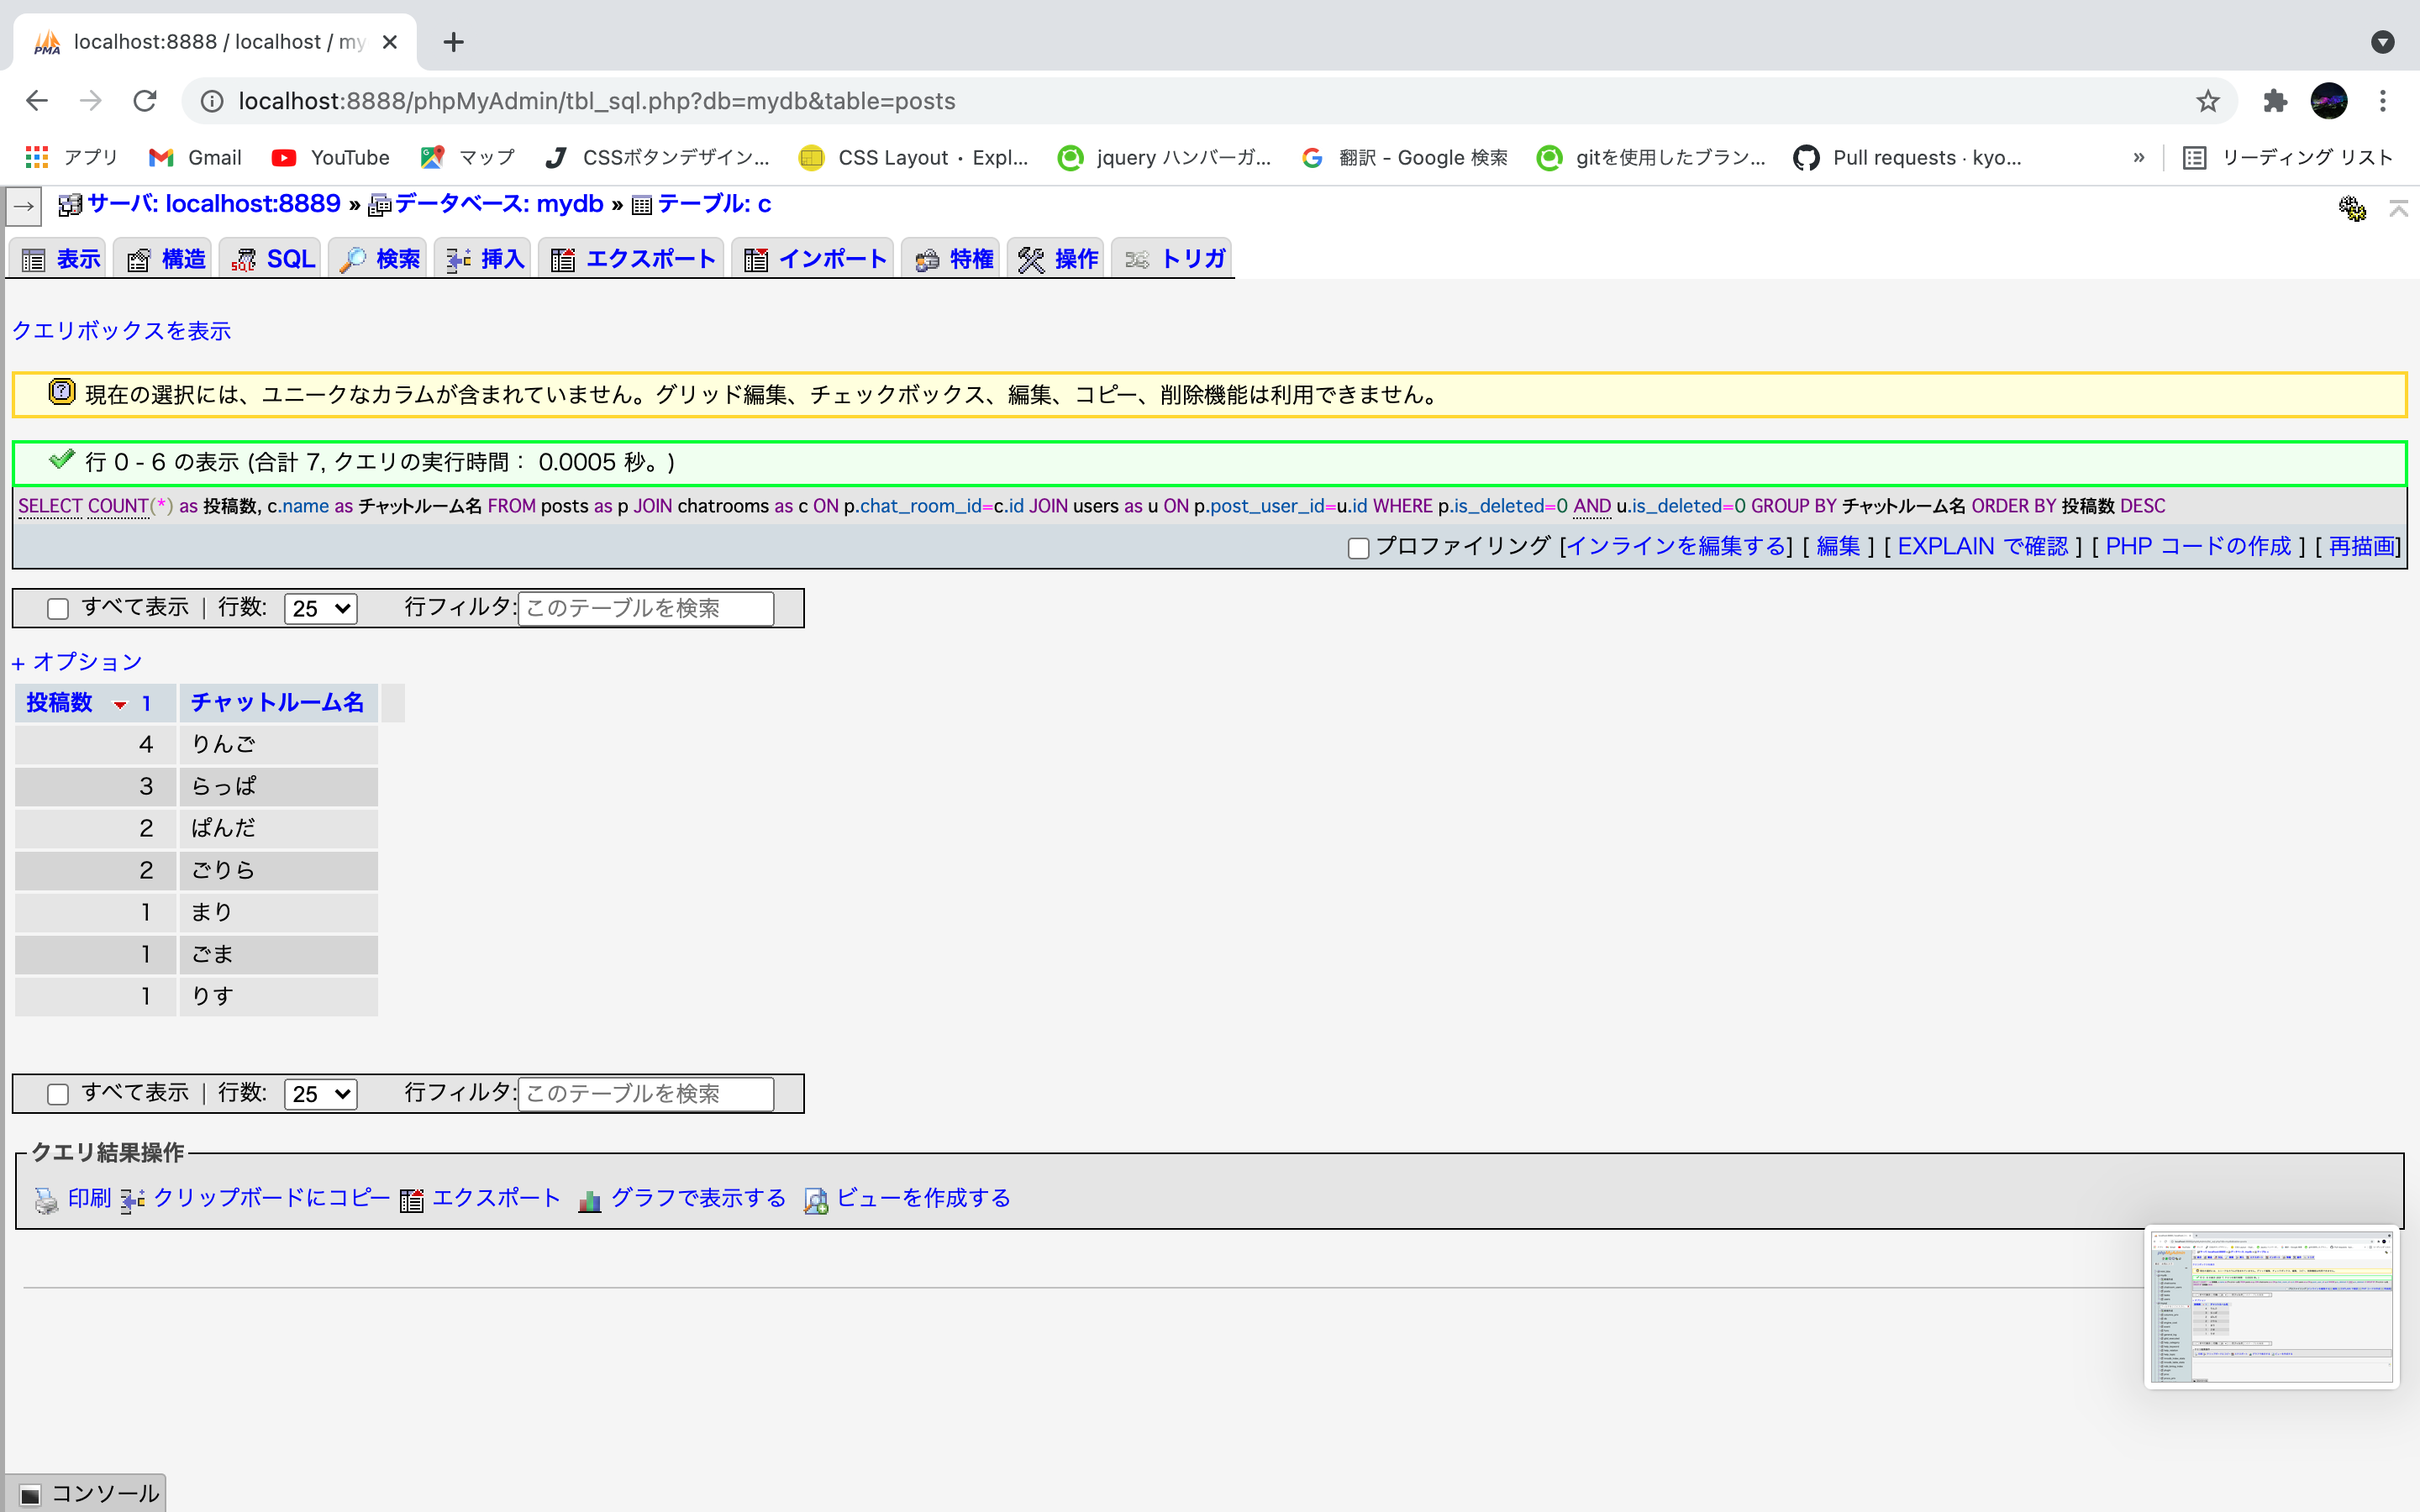 localhost:8888 / localhost / my
localhost:8888/phpMyAdmin/tbl_sql.php?db=mydb&table=posts
アプリ Gmail YouTube マップ CSSボタンデザイン... CSS Layout · Expl... jquery ハンバーガ... 翻訳 - Google 検索 gitを使用したブラン... Pull requests · kyo... » リーディング リスト
サーバ: localhost:8889 » データベース: mydb » テーブル: c
表示 構造 SQL 検索 挿入 エクスポート インポート 特権 操作 トリガ
クエリボックスを表示
現在の選択には、ユニークなカラムが含まれていません。グリッド編集、チェックボックス、編集、コピー、削除機能は利用できません。
行 0 - 6 の表示 (合計 7, クエリの実行時間： 0.0005 秒。)
SELECT COUNT(*) as 投稿数, c.name as チャットルーム名 FROM posts as p JOIN chatrooms as c ON p.chat_room_id=c.id JOIN users as u ON p.post_user_id=u.id WHERE p.is_deleted=0 AND u.is_deleted=0 GROUP BY チャットルーム名 ORDER BY 投稿数 DESC
プロファイリング [インラインを編集する] [ 編集 ] [ EXPLAIN で確認 ] [ PHP コードの作成 ] [ 再描画]
すべて表示 | 行数: 25 行フィルタ: このテーブルを検索
+ オプション
投稿数 1 チャットルーム名
4 りんご
3 らっぱ
2 ぱんだ
2 ごりら
1 まり
1 ごま
1 りす
すべて表示 | 行数: 25 行フィルタ: このテーブルを検索
クエリ結果操作
印刷 クリップボードにコピー エクスポート グラフで表示する ビューを作成する
コンソール